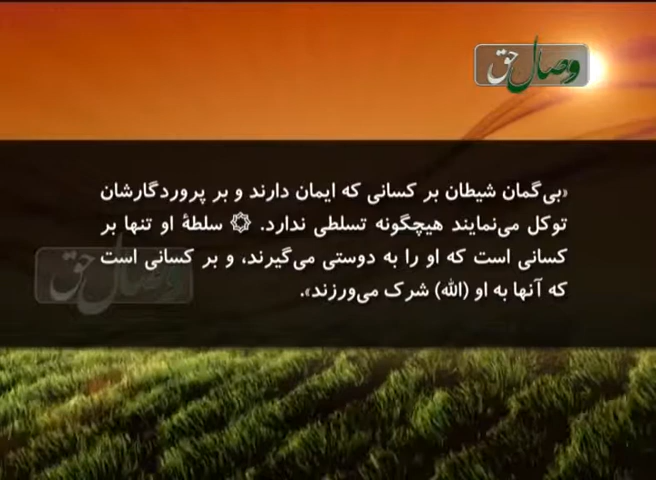 وصال حق
«بی‌گمان شیطان بر کسانی که ایمان دارند و بر پروردگارشان
توکل می‌نمایند هیچگونه تسلطی ندارد. ۞ سلطهٔ او تنها بر
کسانی است که او را به دوستی می‌گیرند، و بر کسانی است
که آنها به او (الله) شرک می‌ورزند».
وصال حق